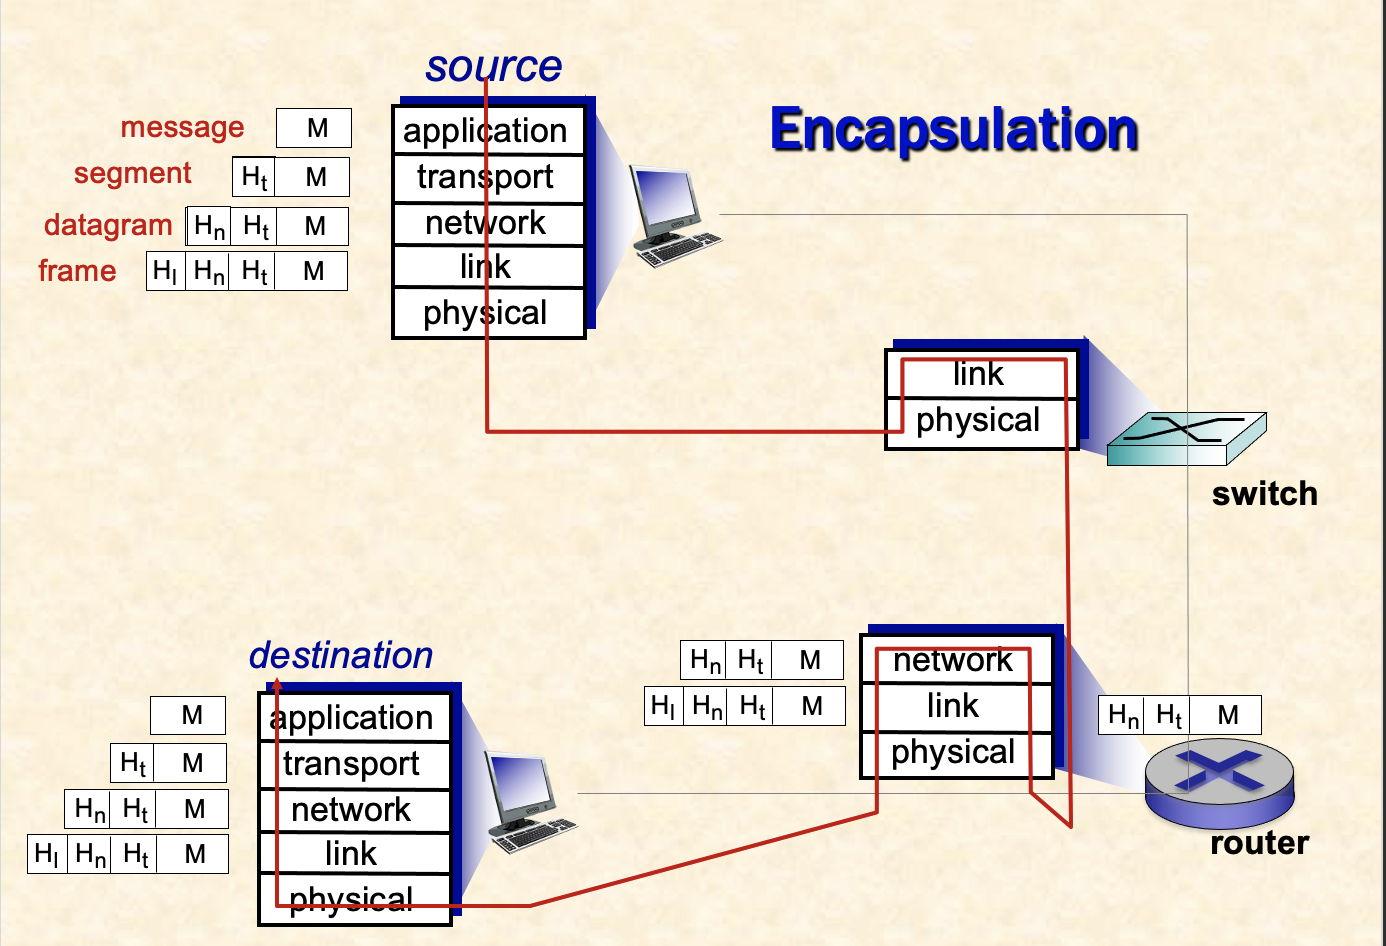 source
Encapsulation
message M
segment Ht M
datagram Hn Ht M
frame Hl Hn Ht M
application
transport
network
link
physical
link
physical
switch
destination
M
Ht M
Hn Ht M
Hl Hn Ht M
application
transport
network
link
physical
Hn Ht M
Hl Hn Ht M
network
link
physical
Hn Ht M
router